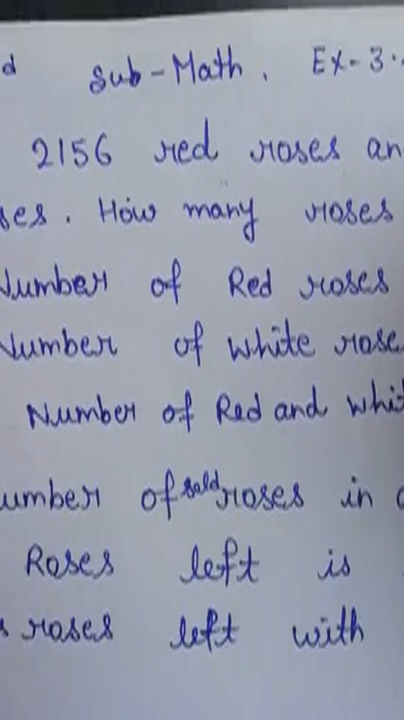 d Sub-Math. Ex-3.
2156 red roses an
ses. How many roses
Number of Red roses
Number of white rose
Number of Red and whit
umber of sold roses in
Roses left is
s roses left with